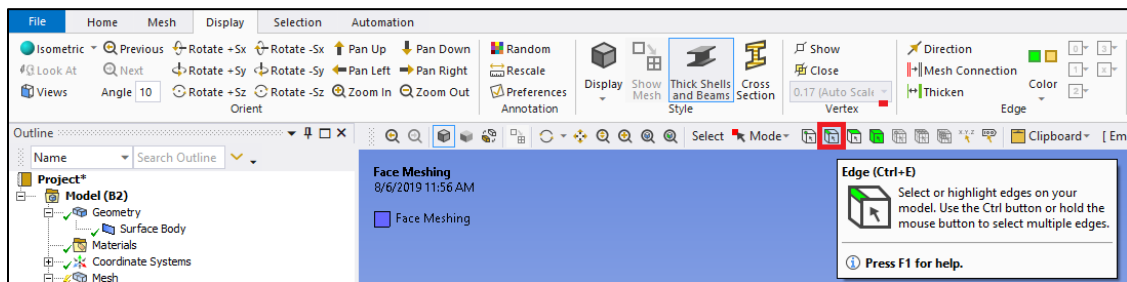 File Home Mesh Display Selection Automation
Isometric Previous Rotate +Sx Rotate -Sx Pan Up Pan Down Random Show Direction 0 3
Look At Next Rotate +Sy Rotate -Sy Pan Left Pan Right Rescale Display Show Mesh Thick Shells and Beams Cross Section Close Mesh Connection Color 1 x
Views Angle 10 Rotate +Sz Rotate -Sz Zoom In Zoom Out Preferences 0.17 (Auto Scale Thicken 2
Orient Annotation Style Vertex Edge
Outline Select Mode Clipboard [ Em
Name Search Outline
Project*
Model (B2)
Geometry
Surface Body
Materials
Coordinate Systems
Mesh
Face Meshing
8/6/2019 11:56 AM
Face Meshing
Edge (Ctrl+E)
Select or highlight edges on your
model. Use the Ctrl button or hold the
mouse button to select multiple edges.
Press F1 for help.